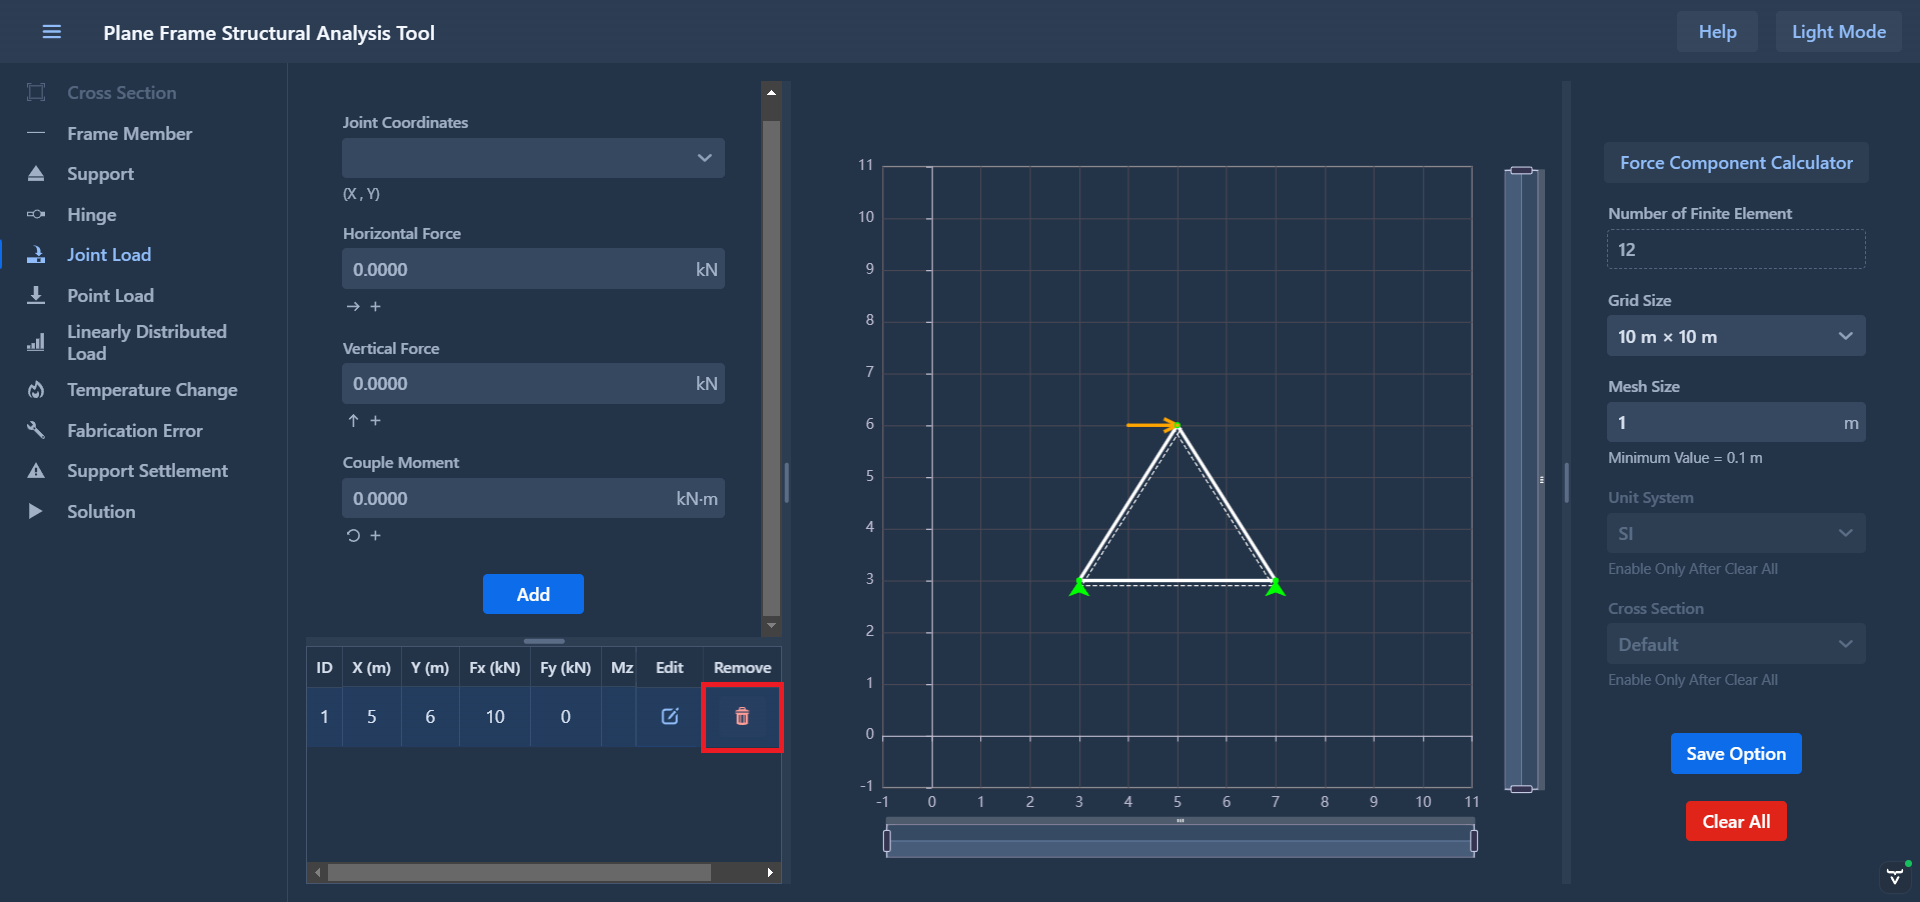 Plane Frame Structural Analysis Tool
Help
Light Mode
Cross Section
Frame Member
Support
Hinge
Joint Load
Point Load
Linearly Distributed
Load
Temperature Change
Fabrication Error
Support Settlement
Solution
Joint Coordinates
(X , Y)
Horizontal Force
0.0000 kN
→ +
Vertical Force
0.0000 kN
↑ +
Couple Moment
0.0000 kN·m
+
Add
ID X (m) Y (m) Fx (kN) Fy (kN) Mz Edit Remove
1 5 6 10 0
11
10
9
8
7
6
5
4
3
2
1
0
-1
-1 0 1 2 3 4 5 6 7 8 9 10 11
Force Component Calculator
Number of Finite Element
12
Grid Size
10 m × 10 m
Mesh Size
1 m
Minimum Value = 0.1 m
Unit System
SI
Enable Only After Clear All
Cross Section
Default
Enable Only After Clear All
Save Option
Clear All